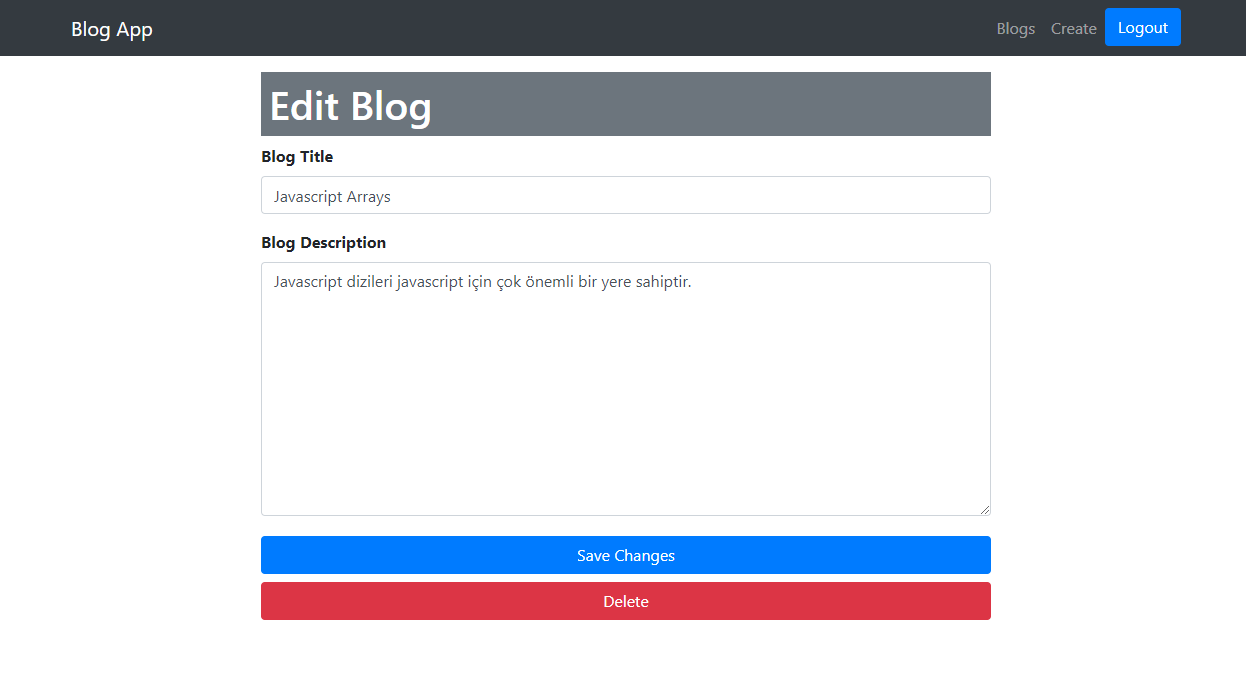 Blog App
Blogs Create Logout
Edit Blog
Blog Title
Javascript Arrays
Blog Description
Javascript dizileri javascript için çok önemli bir yere sahiptir.
Save Changes
Delete